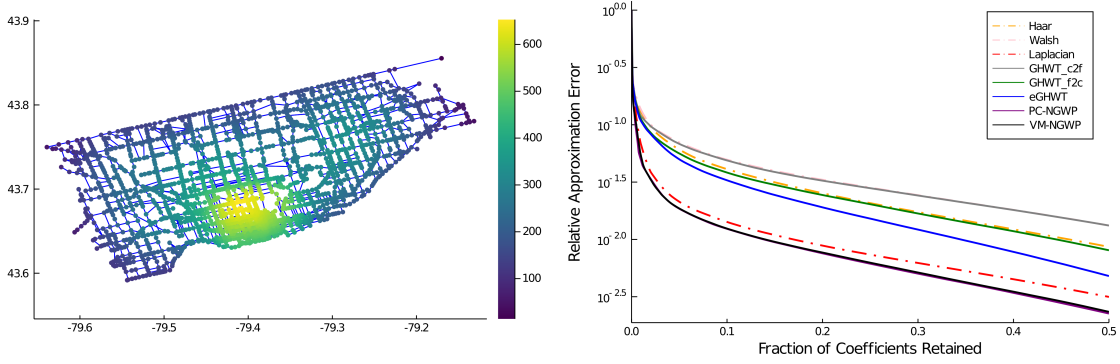 43.9
43.8
43.7
43.6
-79.6
-79.5
-79.4
-79.3
-79.2
600
500
400
300
200
100
Relative Approximation Error
10^0.0
10^-0.5
10^-1.0
10^-1.5
10^-2.0
10^-2.5
0.0
0.1
0.2
0.3
0.4
0.5
Fraction of Coefficients Retained
Haar
Walsh
Laplacian
GHWT_c2f
GHWT_f2c
eGHWT
PC-NGWP
VM-NGWP